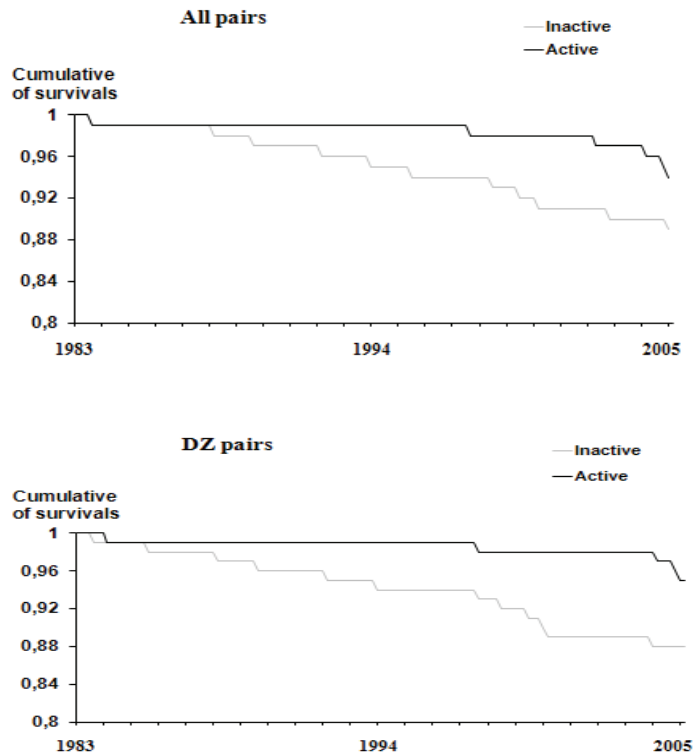 All pairs
Inactive
Active
Cumulative
of survivals
1
0,96
0,92
0,88
0,84
0,8
1983
1994
2005
DZ pairs
Inactive
Active
Cumulative
of survivals
1
0,96
0,92
0,88
0,84
0,8
1983
1994
2005